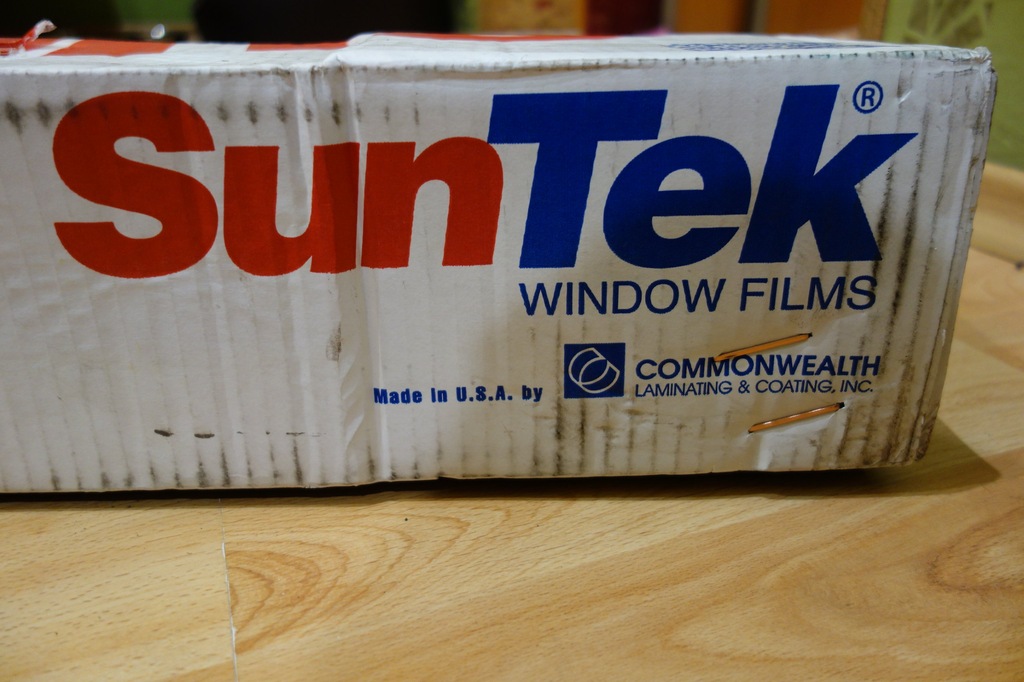 SunTek®
WINDOW FILMS
Made in U.S.A. by
COMMONWEALTH
LAMINATING & COATING, INC.